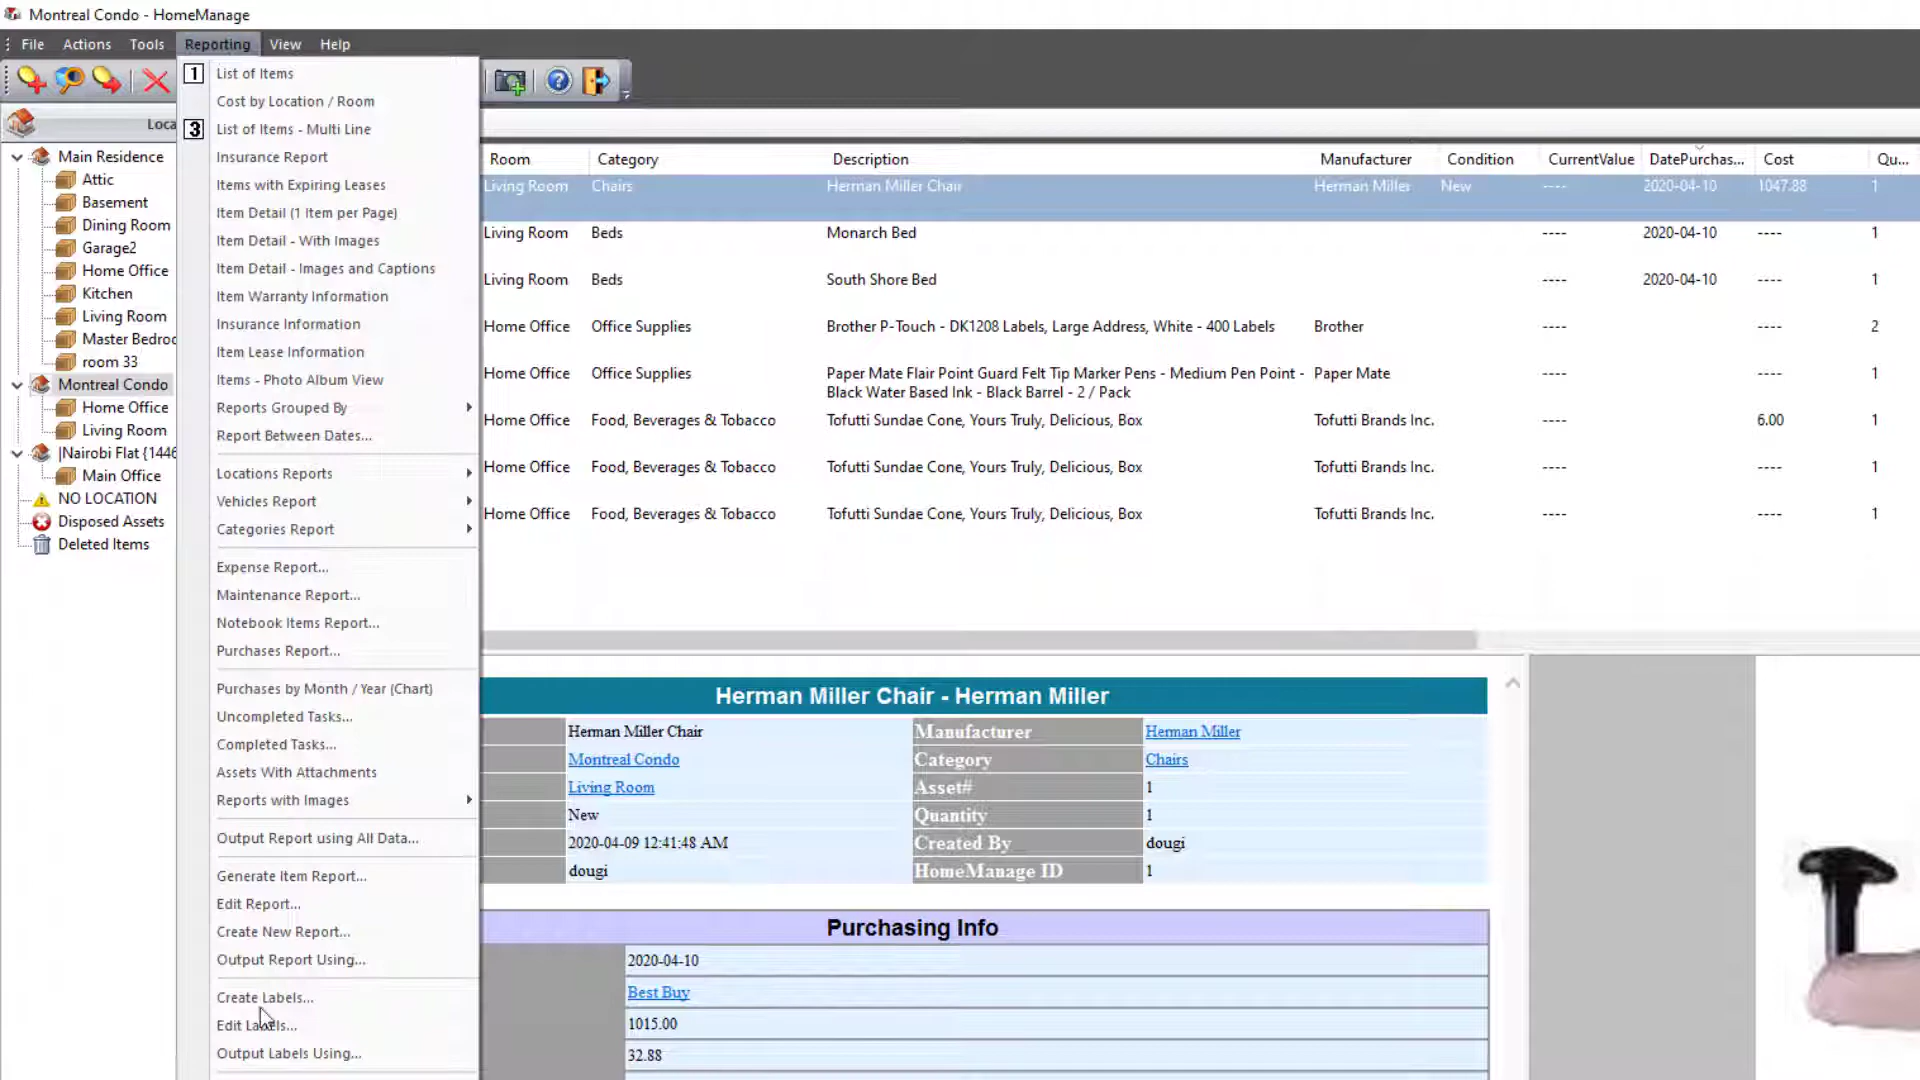 Montreal Condo - HomeManage
File Actions Tools Reporting View Help
Loca
Main Residence
Attic
Basement
Dining Room
Garage2
Home Office
Kitchen
Living Room
Master Bedroo
room 33
Montreal Condo
Home Office
Living Room
|Nairobi Flat {1446
Main Office
NO LOCATION
Disposed Assets
Deleted Items
1 List of Items
Cost by Location / Room
3 List of Items - Multi Line
Insurance Report
Items with Expiring Leases
Item Detail (1 Item per Page)
Item Detail - With Images
Item Detail - Images and Captions
Item Warranty Information
Insurance Information
Item Lease Information
Items - Photo Album View
Reports Grouped By
Report Between Dates...
Locations Reports
Vehicles Report
Categories Report
Expense Report...
Maintenance Report...
Notebook Items Report...
Purchases Report...
Purchases by Month / Year (Chart)
Uncompleted Tasks...
Completed Tasks...
Assets With Attachments
Reports with Images
Output Report using All Data...
Generate Item Report...
Edit Report...
Create New Report...
Output Report Using...
Create Labels...
Edit Labels...
Output Labels Using...
Room Category Description Manufacturer Condition CurrentValue DatePurchas... Cost Qu...
Living Room Chairs Herman Miller Chair Herman Miller New ---- 2020-04-10 1047.88 1
Living Room Beds Monarch Bed ---- 2020-04-10 ---- 1
Living Room Beds South Shore Bed ---- 2020-04-10 ---- 1
Home Office Office Supplies Brother P-Touch - DK1208 Labels, Large Address, White - 400 Labels Brother ---- ---- 2
Home Office Office Supplies Paper Mate Flair Point Guard Felt Tip Marker Pens - Medium Pen Point - Paper Mate ---- ---- 1
Black Water Based Ink - Black Barrel - 2 / Pack
Home Office Food, Beverages & Tobacco Tofutti Sundae Cone, Yours Truly, Delicious, Box Tofutti Brands Inc. ---- 6.00 1
Home Office Food, Beverages & Tobacco Tofutti Sundae Cone, Yours Truly, Delicious, Box Tofutti Brands Inc. ---- ---- 1
Home Office Food, Beverages & Tobacco Tofutti Sundae Cone, Yours Truly, Delicious, Box Tofutti Brands Inc. ---- ---- 1
Herman Miller Chair - Herman Miller
Herman Miller Chair Manufacturer Herman Miller
Montreal Condo Category Chairs
Living Room Asset# 1
New Quantity 1
2020-04-09 12:41:48 AM Created By dougi
dougi HomeManage ID 1
Purchasing Info
2020-04-10
Best Buy
1015.00
32.88